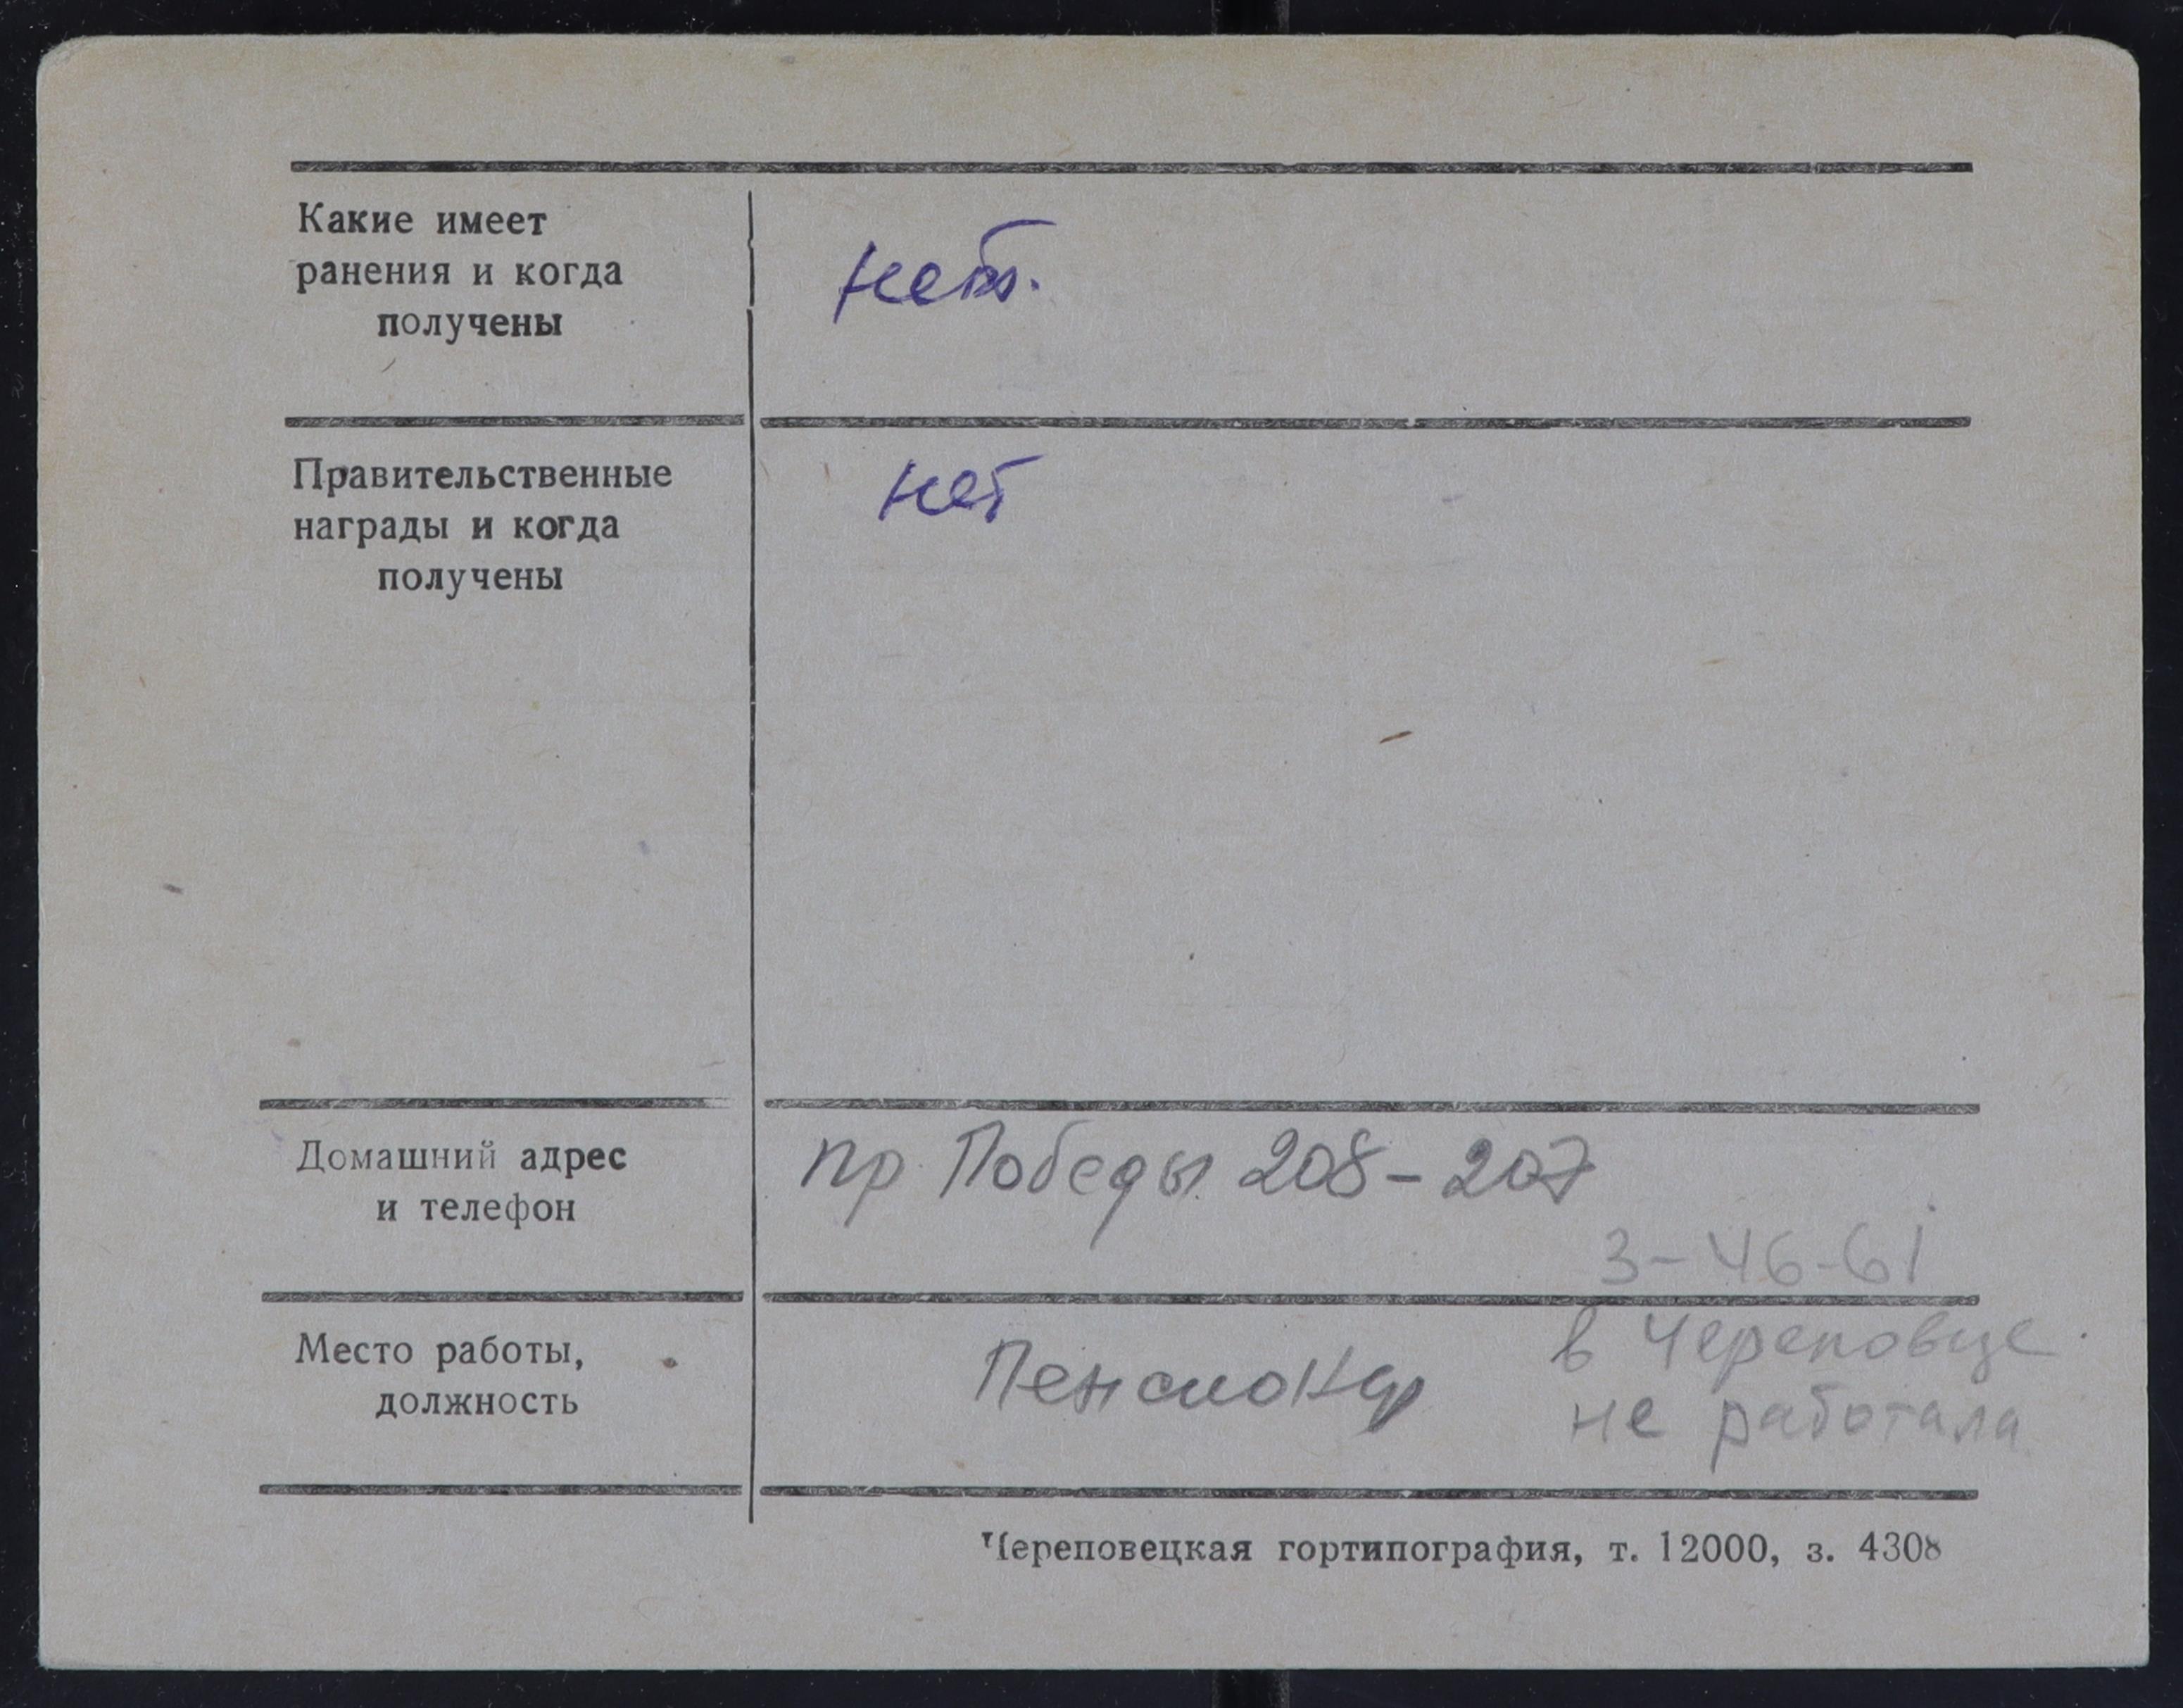 Какие имеет
ранения и когда
получены
нет.
Правительственные
награды и когда
получены
нет
Домашний адрес
и телефон
пр. Победы 208-207
3-46-61
Место работы,
должность
Пенсионер
в Череповце
не работала
Череповецкая гортипография, т. 12000, з. 4308